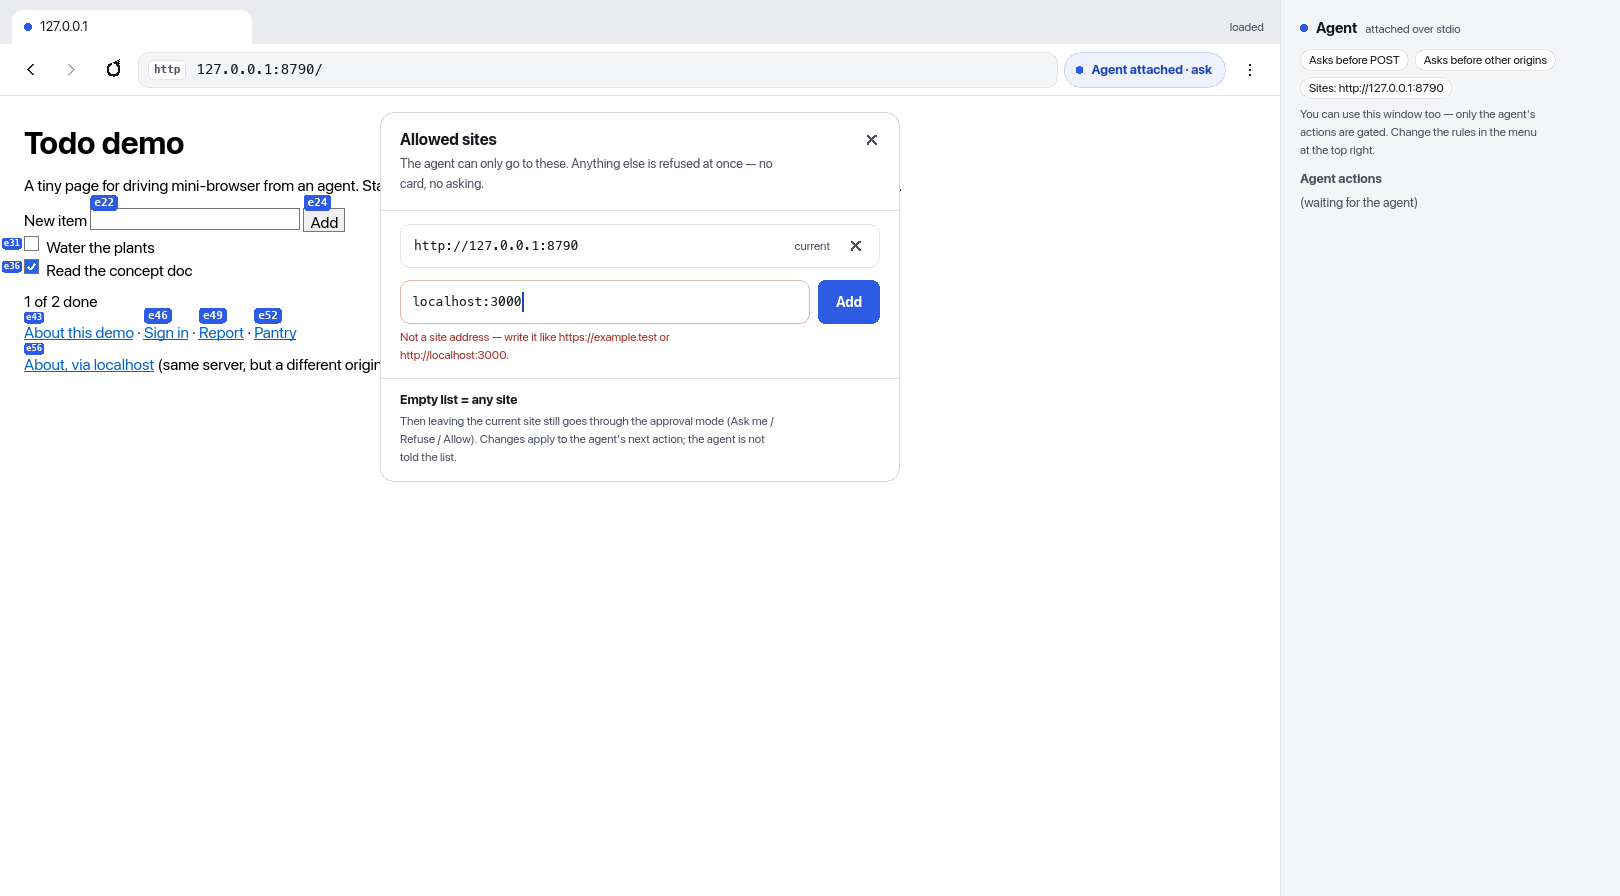 127.0.0.1
loaded
http 127.0.0.1:8790/
Agent attached · ask
Todo demo
A tiny page for driving mini-browser from an agent. Sta
New item
e22
e24
Add
e31
Water the plants
e36
Read the concept doc
1 of 2 done
e43
e46
e49
e52
About this demo · Sign in · Report · Pantry
e56
About, via localhost (same server, but a different origin
Allowed sites
The agent can only go to these. Anything else is refused at once — no
card, no asking.
http://127.0.0.1:8790
current
localhost:3000
Add
Not a site address — write it like https://example.test or
http://localhost:3000.
Empty list = any site
Then leaving the current site still goes through the approval mode (Ask me /
Refuse / Allow). Changes apply to the agent's next action; the agent is not
told the list.
Agent attached over stdio
Asks before POST
Asks before other origins
Sites: http://127.0.0.1:8790
You can use this window too — only the agent's
actions are gated. Change the rules in the menu
at the top right.
Agent actions
(waiting for the agent)